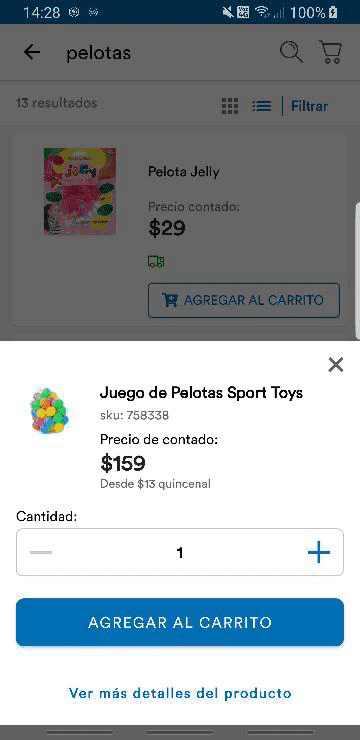 14:28
100%
pelotas
13 resultados
Filtrar
Jelly
Pelota Jelly
Precio contado:
$29
AGREGAR AL CARRITO
Juego de Pelotas Sport Toys
sku: 758338
Precio de contado:
$159
Desde $13 quincenal
Cantidad:
1
AGREGAR AL CARRITO
Ver más detalles del producto